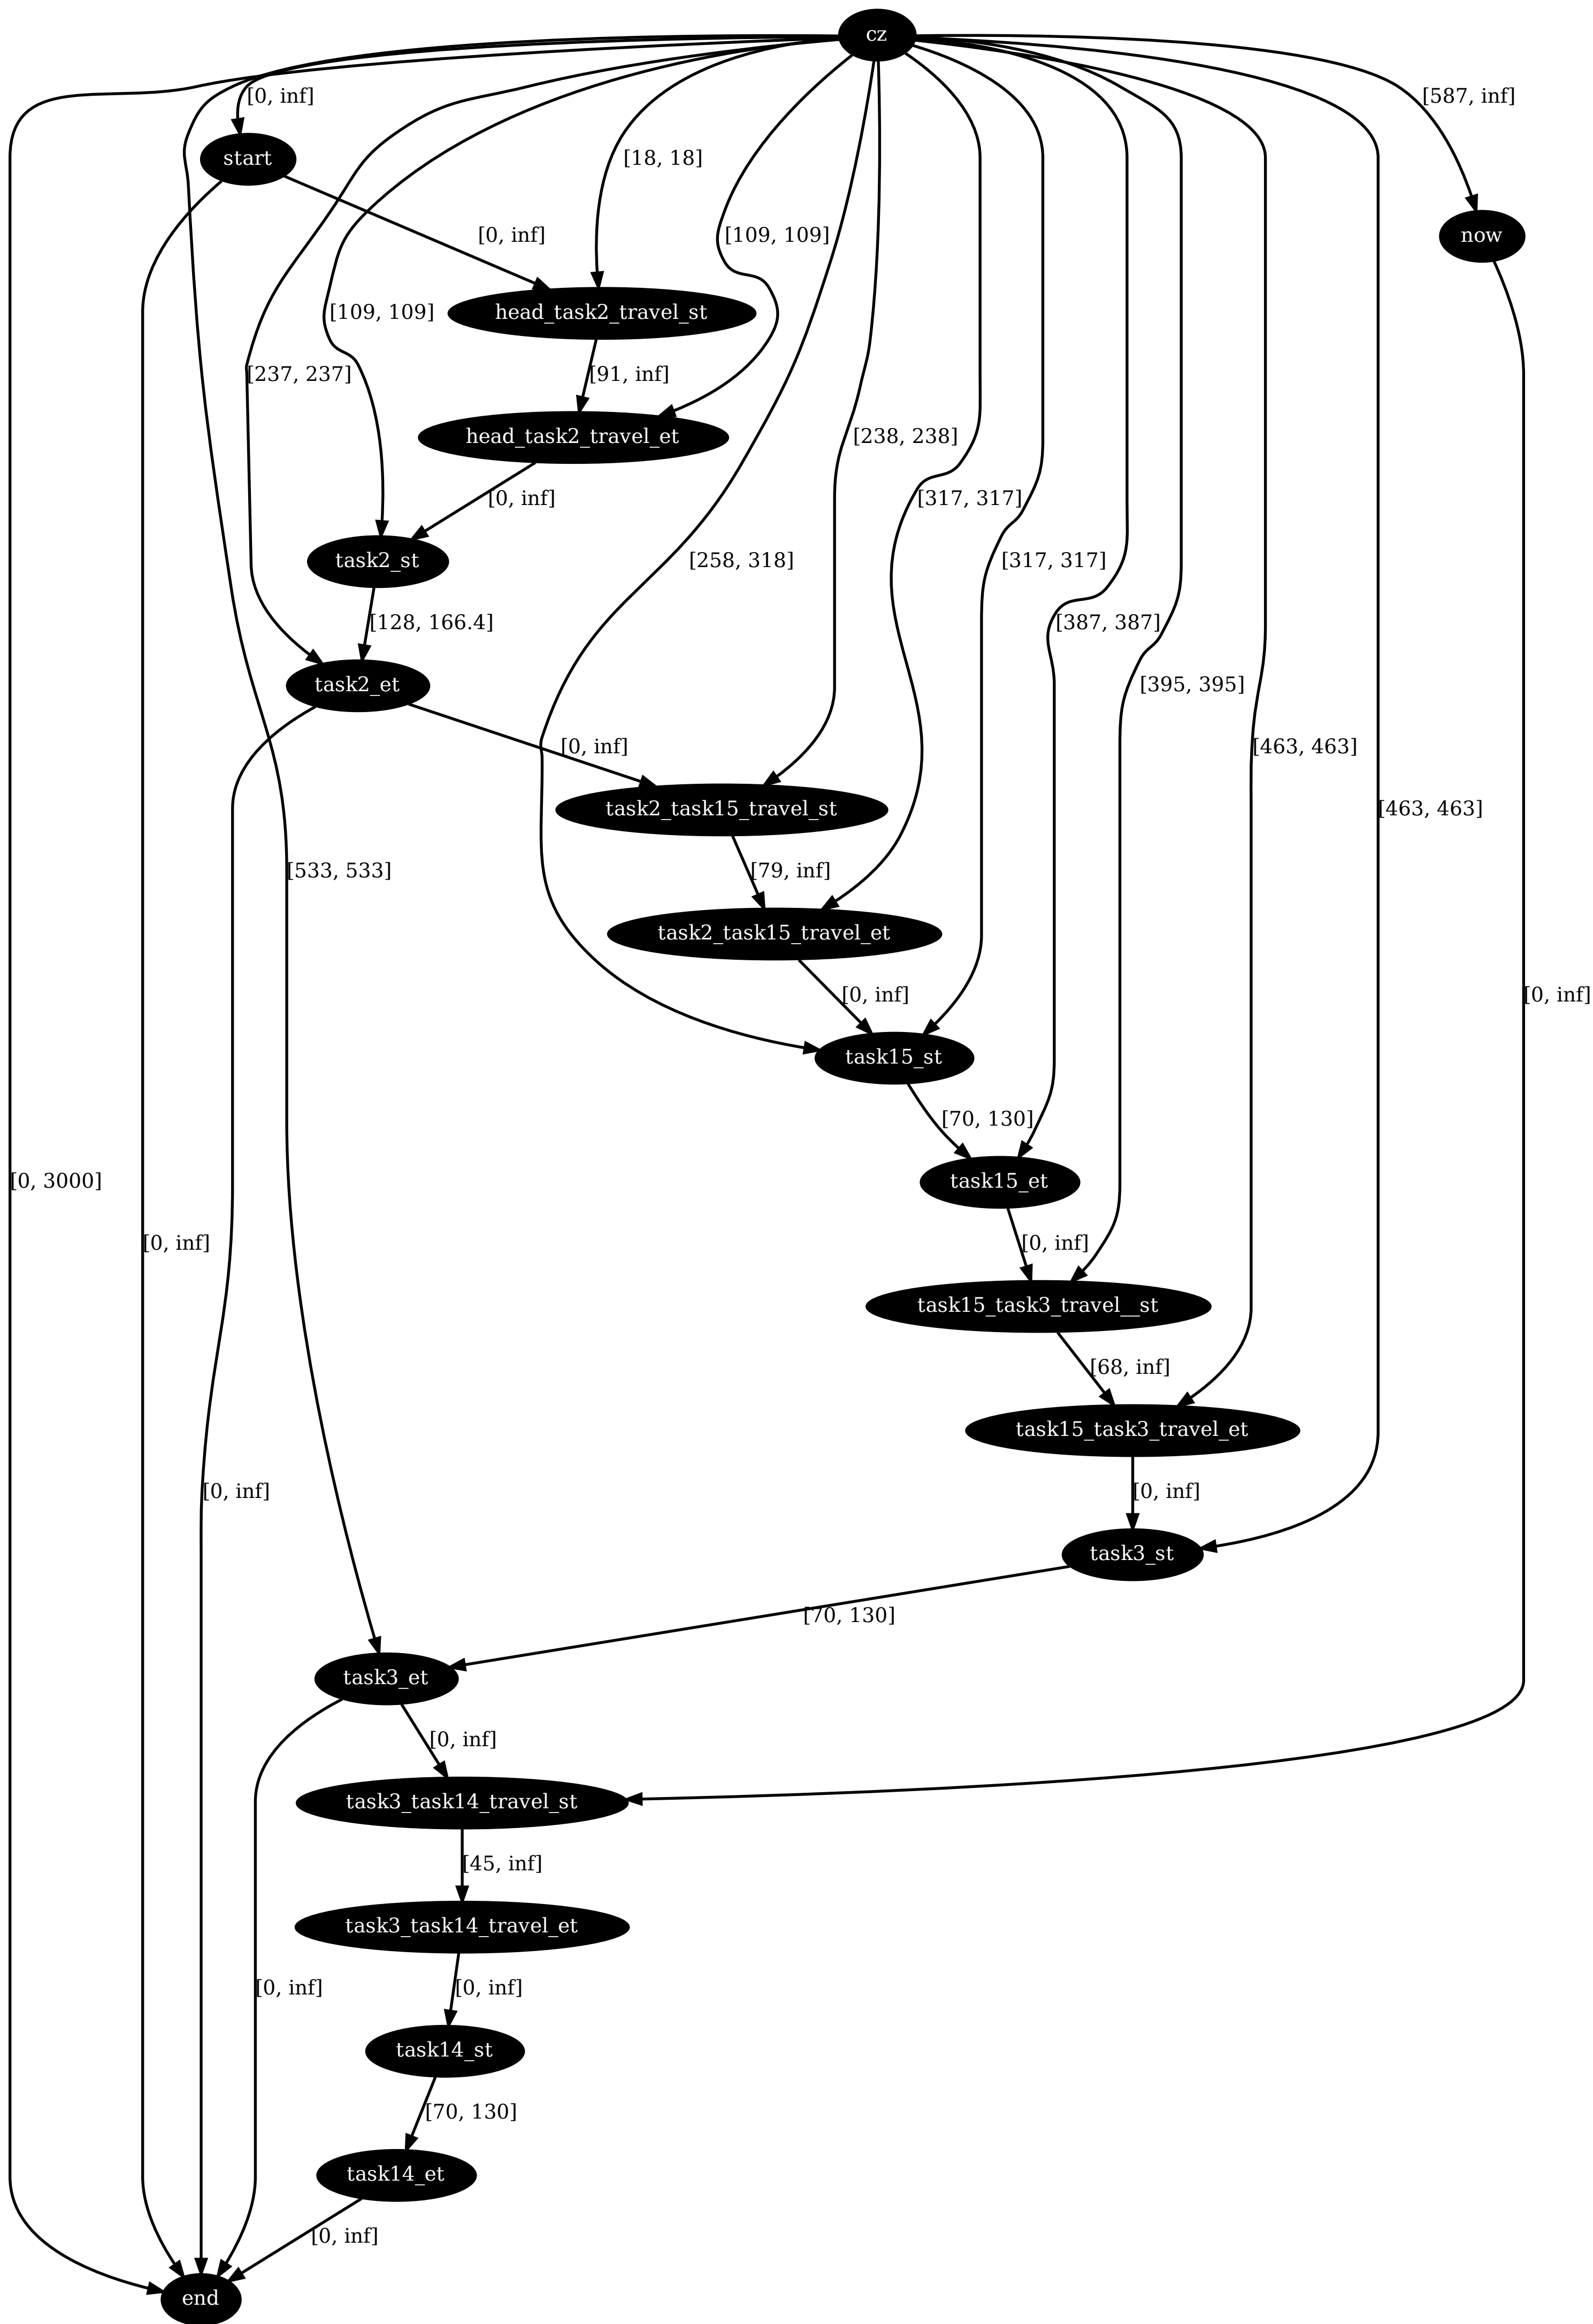 cz
[0, inf]
[587, inf]
start
[18, 18]
now
[0, inf]
[109, 109]
head_task2_travel_st
[109, 109]
[237, 237]
[91, inf]
head_task2_travel_et
[238, 238]
[0, inf]
[317, 317]
task2_st
[258, 318]
[317, 317]
[128, 166.4]
[387, 387]
task2_et
[395, 395]
[0, inf]
[463, 463]
task2_task15_travel_st
[463, 463]
[533, 533]
[79, inf]
task2_task15_travel_et
[0, inf]
[0, inf]
task15_st
[70, 130]
[0, 3000]
task15_et
[0, inf]
[0, inf]
task15_task3_travel__st
[68, inf]
task15_task3_travel_et
[0, inf]
[0, inf]
task3_st
[70, 130]
task3_et
[0, inf]
task3_task14_travel_st
[45, inf]
task3_task14_travel_et
[0, inf]
[0, inf]
task14_st
[70, 130]
task14_et
[0, inf]
end